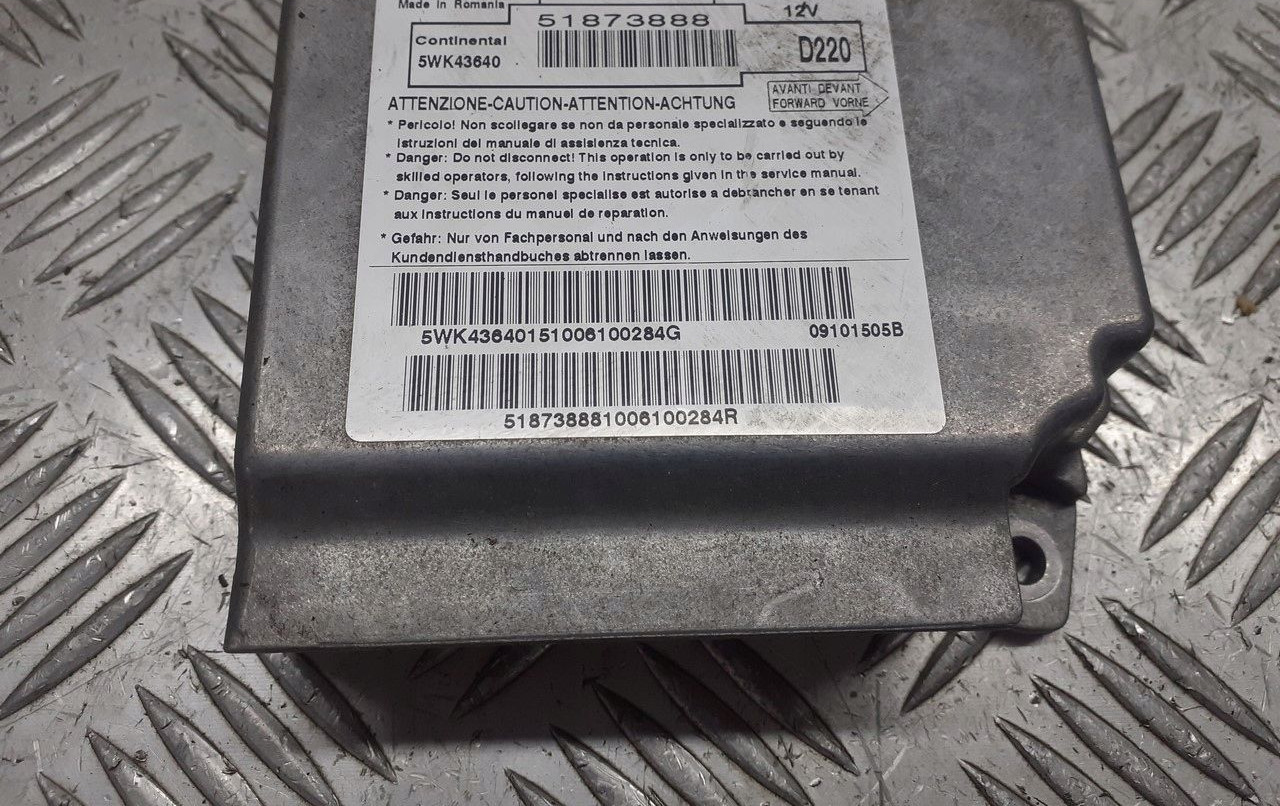 Made in Romania
51873888
12V
Continental
5WK43640
D220
AVANTI DEVANT
FORWARD VORNE
ATTENZIONE-CAUTION-ATTENTION-ACHTUNG
* Pericolo! Non scollegare se non da personale specializzato e seguendo le
istruzioni del manuale di assistenza tecnica.
* Danger: Do not disconnect! This operation is only to be carried out by
skilled operators, following the instructions given in the service manual.
* Danger: Seul le personel specialise est autorise a debrancher en se tenant
aux instructions du manuel de reparation.
* Gefahr: Nur von Fachpersonal und nach den Anweisungen des
Kundendiensthandbuches abtrennen lassen.
5WK43640151006100284G
09101505B
518738881006100284R